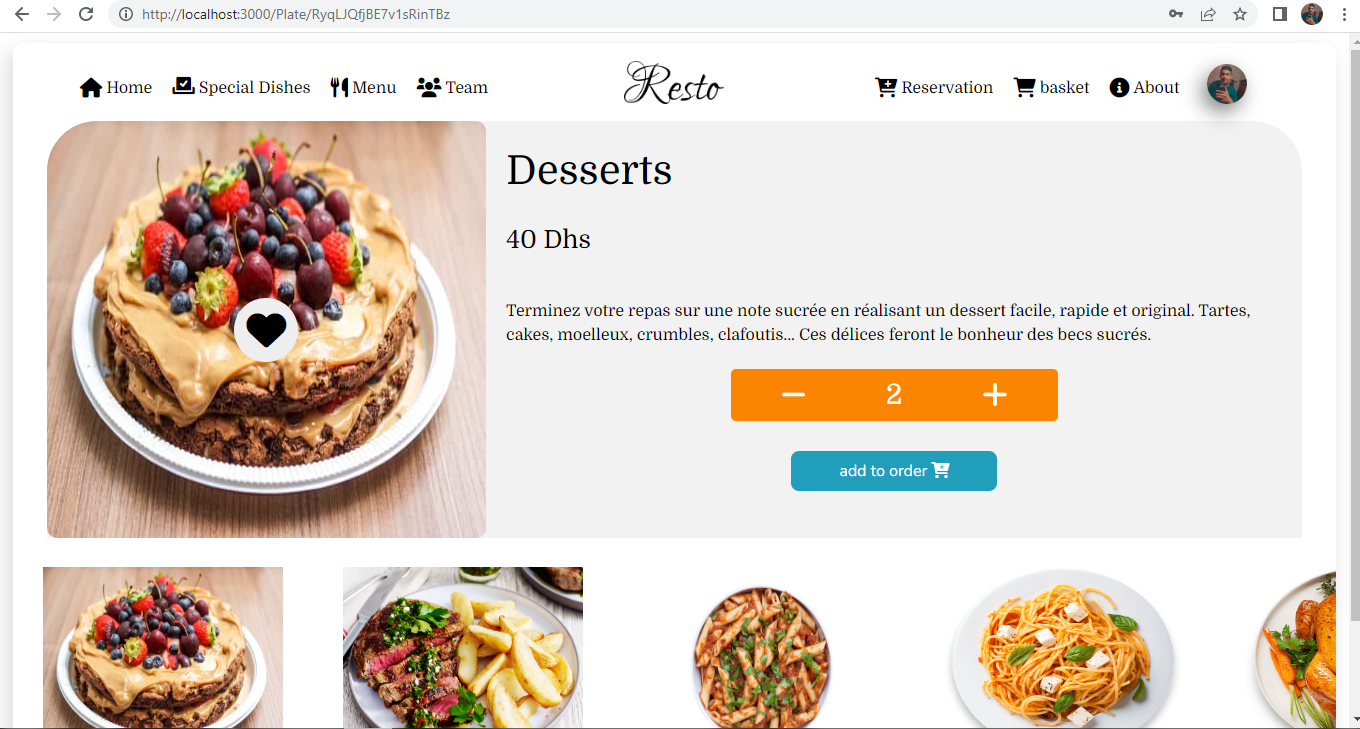 http://localhost:3000/Plate/RyqLJQfjBE7v1sRinTBz
Home Special Dishes Menu Team Resto Reservation basket About
Desserts
40 Dhs
Terminez votre repas sur une note sucrée en réalisant un dessert facile, rapide et original. Tartes,
cakes, moelleux, crumbles, clafoutis... Ces délices feront le bonheur des becs sucrés.
2
add to order